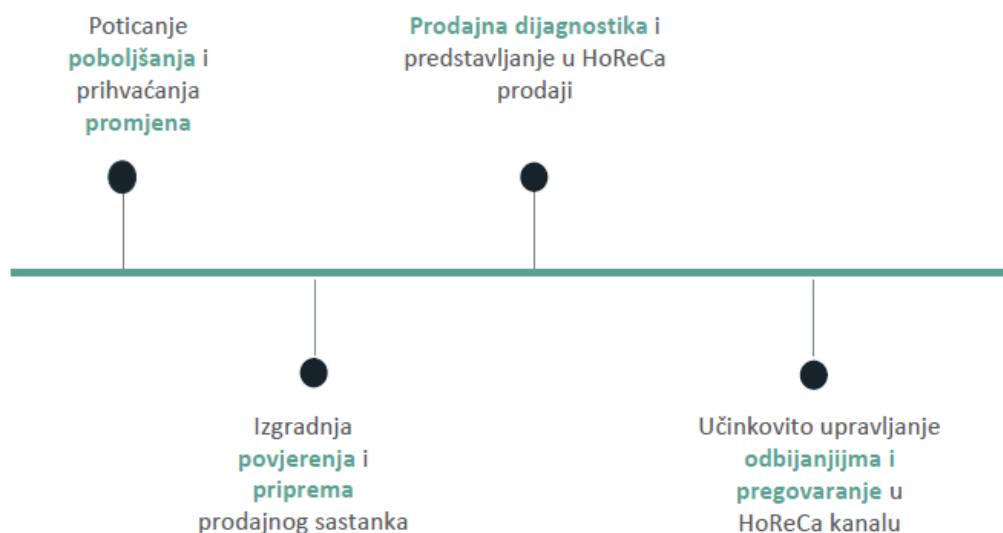 Poticanje
poboljšanja i
prihvaćanja
promjena
Prodajna dijagnostika i
predstavljanje u HoReCa
prodaji
Izgradnja
povjerenja i
priprema
prodajnog sastanka
Učinkovito upravljanje
odbijanjijma i
pregovaranje u
HoReCa kanalu